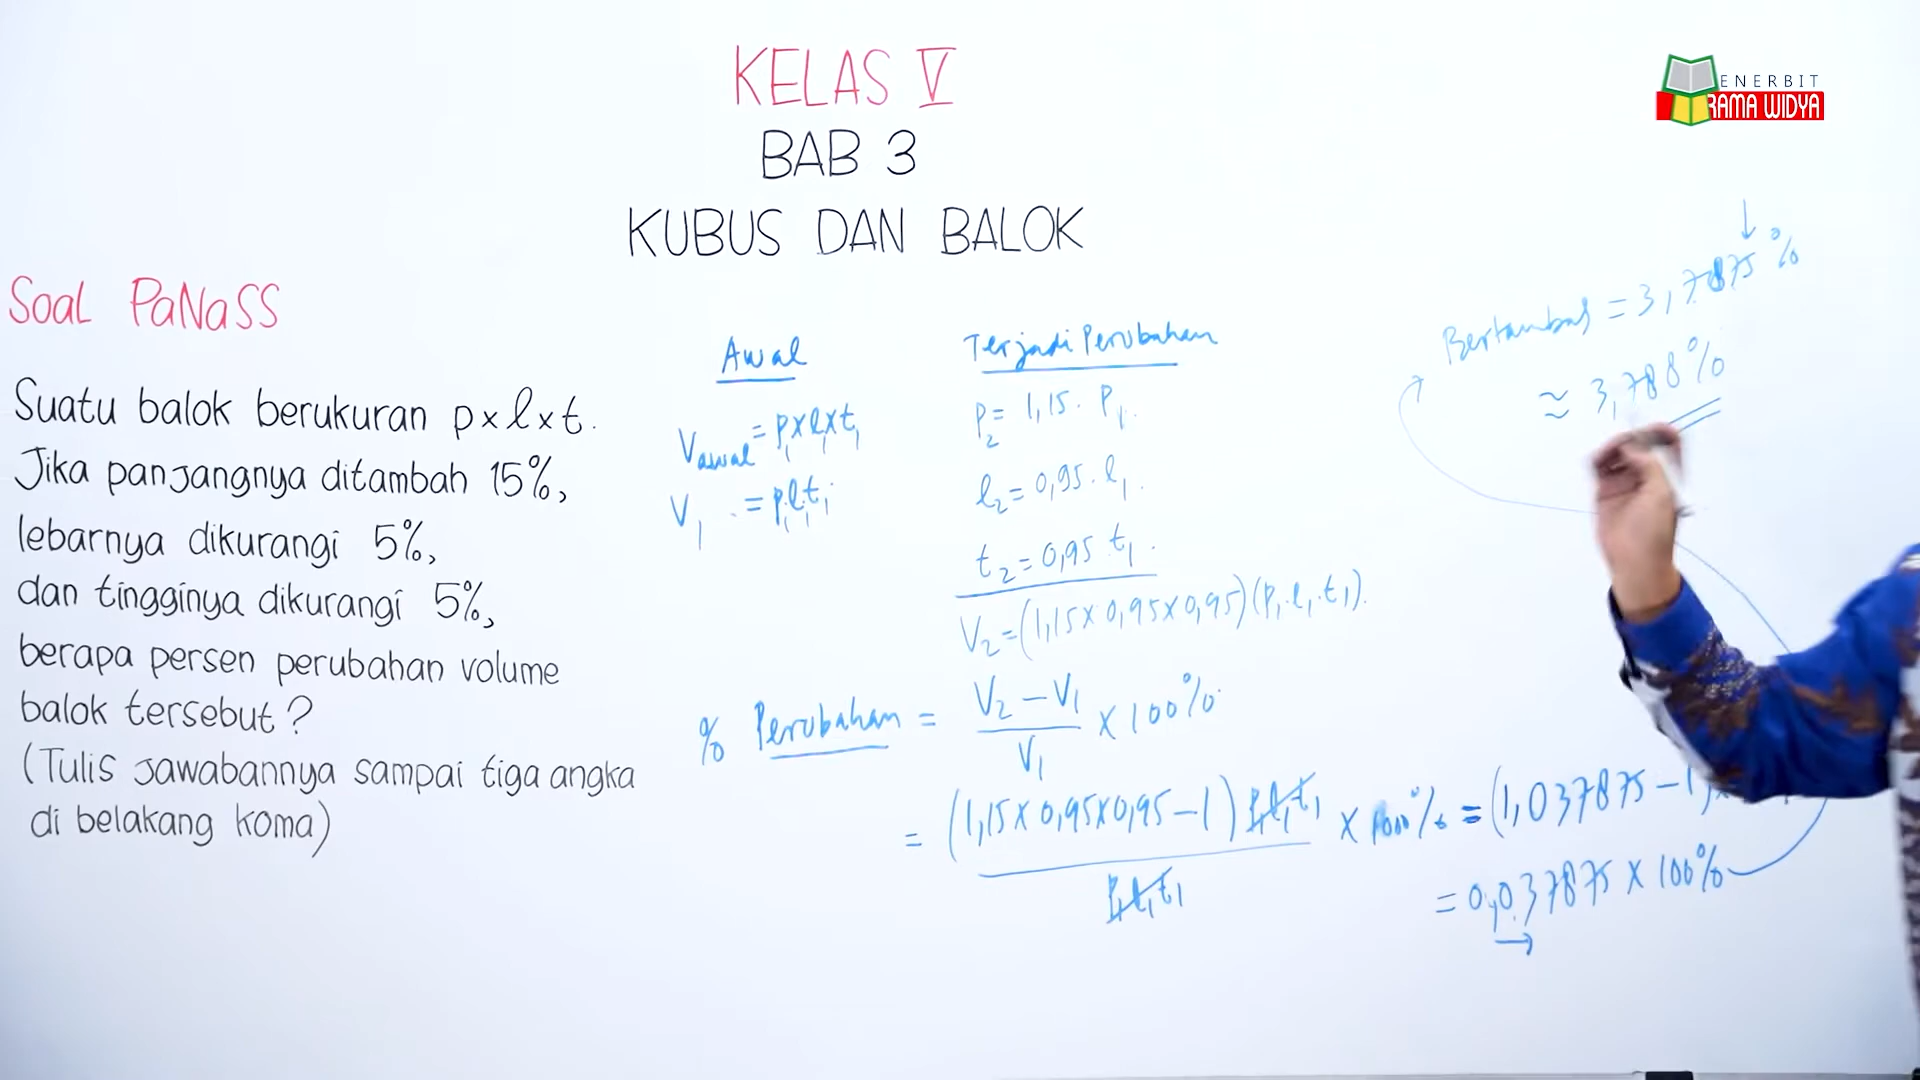 KELAS V
BAB 3
KUBUS DAN BALOK
ENERBIT
RAMA WIDYA
Soal PaNaSS
Suatu balok berukuran p×l×t.
Jika panjangnya ditambah 15%,
lebarnya dikurangi 5%,
dan tingginya dikurangi 5%,
berapa persen perubahan volume
balok tersebut?
(Tulis jawabannya sampai tiga angka
di belakang koma)
Awal
V awal = p₁×l₁×t₁
V₁ = p₁l₁t₁
Terjadi Perubahan
p₂ = 1,15. p₁.
l₂ = 0,95. l₁.
t₂ = 0,95 t₁.
V₂ = (1,15×0,95×0,95)(p₁.l₁.t₁).
% Perubahan = V₂ – V₁ / V₁ × 100%
= (1,15×0,95×0,95–1) p₁l₁t₁ / p₁l₁t₁ × 100% = (1,037875–1)
= 0,037875 × 100%
Bertambah = 3,7875%
≈ 3,788%